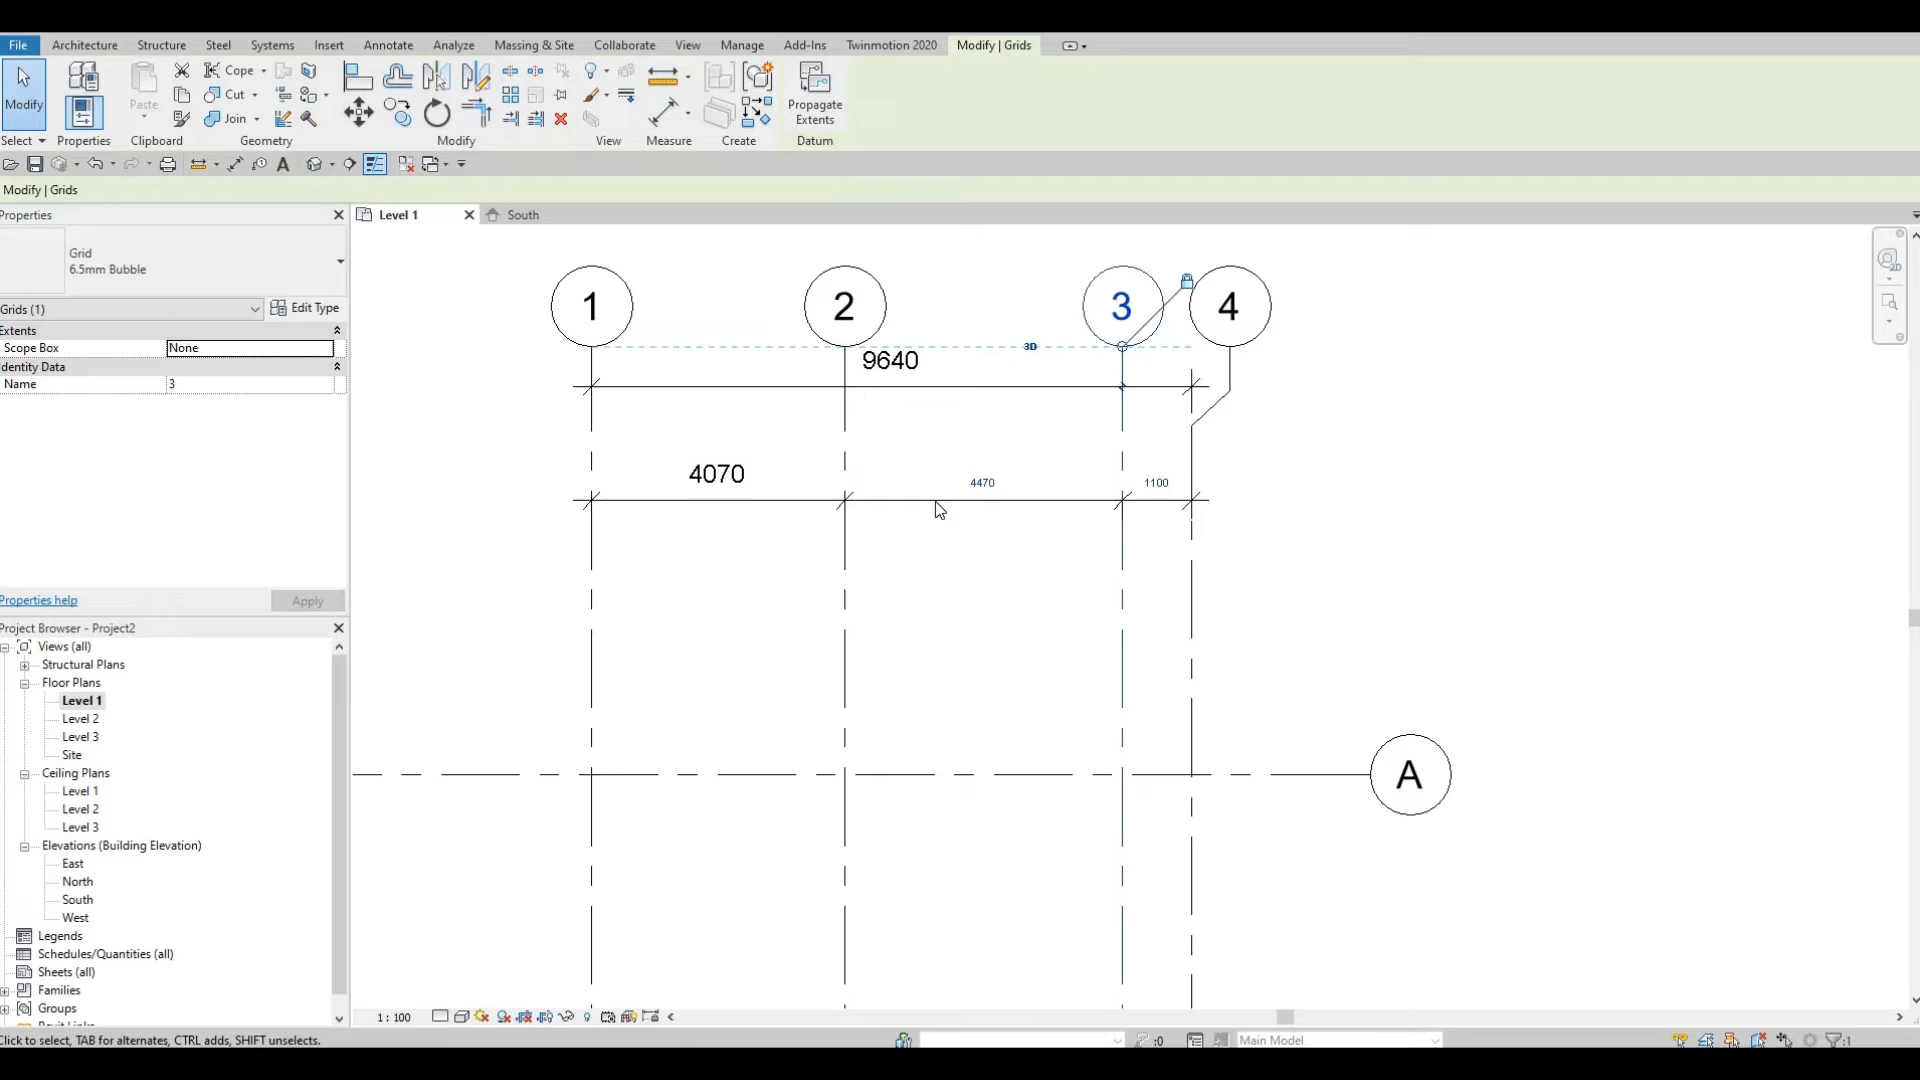 File Architecture Structure Steel Systems Insert Annotate Analyze Massing & Site Collaborate View Manage Add-Ins Twinmotion 2020 Modify | Grids
Modify
Paste
Cope
Cut
Join
Propagate
Extents
Select Properties Clipboard Geometry Modify View Measure Create Datum
Modify | Grids
Properties
Level 1
South
Grid
6.5mm Bubble
Grids (1)
Edit Type
Extents
Scope Box None
Identity Data
Name 3
Properties help
Apply
1
2
3
4
3D
9640
4070
4470
1100
A
Project Browser - Project2
Views (all)
Structural Plans
Floor Plans
Level 1
Level 2
Level 3
Site
Ceiling Plans
Level 1
Level 2
Level 3
Elevations (Building Elevation)
East
North
South
West
Legends
Schedules/Quantities (all)
Sheets (all)
Families
Groups
Revit Links
1 : 100
Click to select, TAB for alternates, CTRL adds, SHIFT unselects.
:0
Main Model
:1